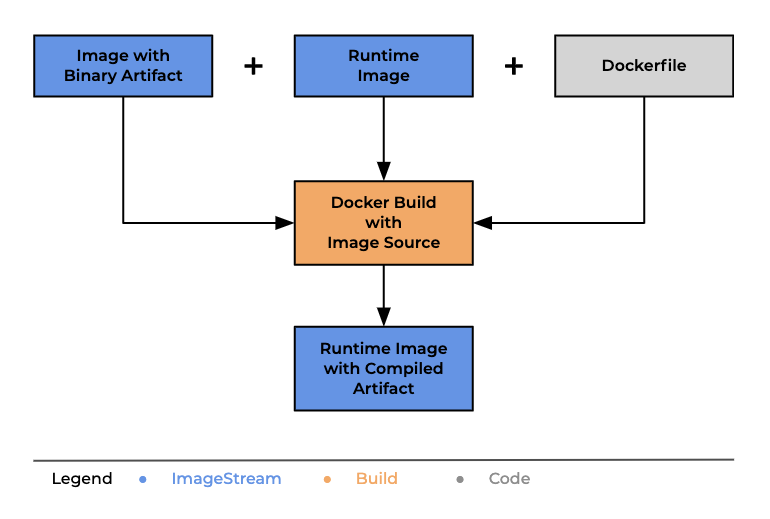 Image with
Binary Artifact
+
Runtime
Image
+
Dockerfile
Docker Build
with
Image Source
Runtime Image
with Compiled
Artifact
Legend
ImageStream
Build
Code